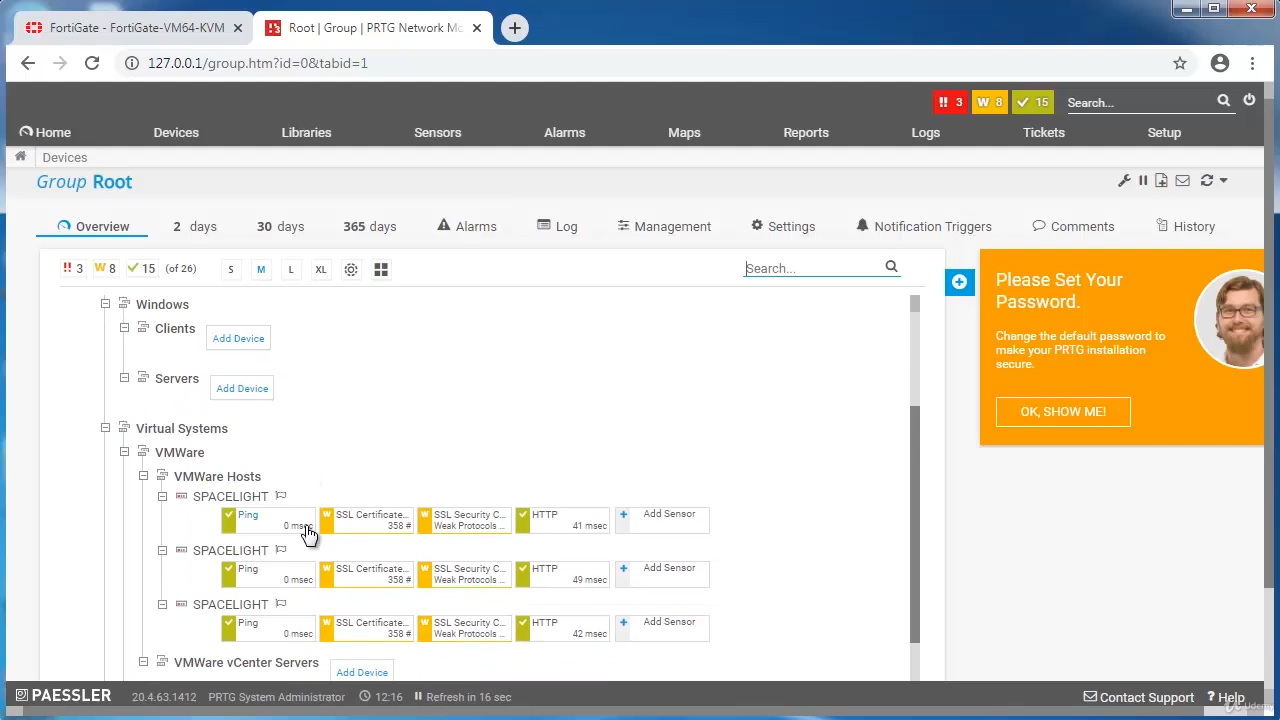 FortiGate - FortiGate-VM64-KVM
Root | Group | PRTG Network Mo
127.0.0.1/group.htm?id=0&tabid=1
!! 3 W 8 15 Search...
Home Devices Libraries Sensors Alarms Maps Reports Logs Tickets Setup
Devices
Group Root
Overview 2 days 30 days 365 days Alarms Log Management Settings Notification Triggers Comments History
!! 3 W 8 15 (of 26) S M L XL Search...
Please Set Your
Password.
Change the default password to
make your PRTG installation
secure.
OK, SHOW ME!
Windows
Clients Add Device
Servers Add Device
Virtual Systems
VMWare
VMWare Hosts
SPACELIGHT
Ping W SSL Certificate... W SSL Security C... HTTP Add Sensor
0 msec 358 # Weak Protocols ... 41 msec
SPACELIGHT
Ping W SSL Certificate... W SSL Security C... HTTP Add Sensor
0 msec 358 # Weak Protocols ... 49 msec
SPACELIGHT
Ping W SSL Certificate... W SSL Security C... HTTP Add Sensor
0 msec 358 # Weak Protocols ... 42 msec
VMWare vCenter Servers Add Device
PAESSLER 20.4.63.1412 PRTG System Administrator 12:16 Refresh in 16 sec Contact Support ? Help
Udemy